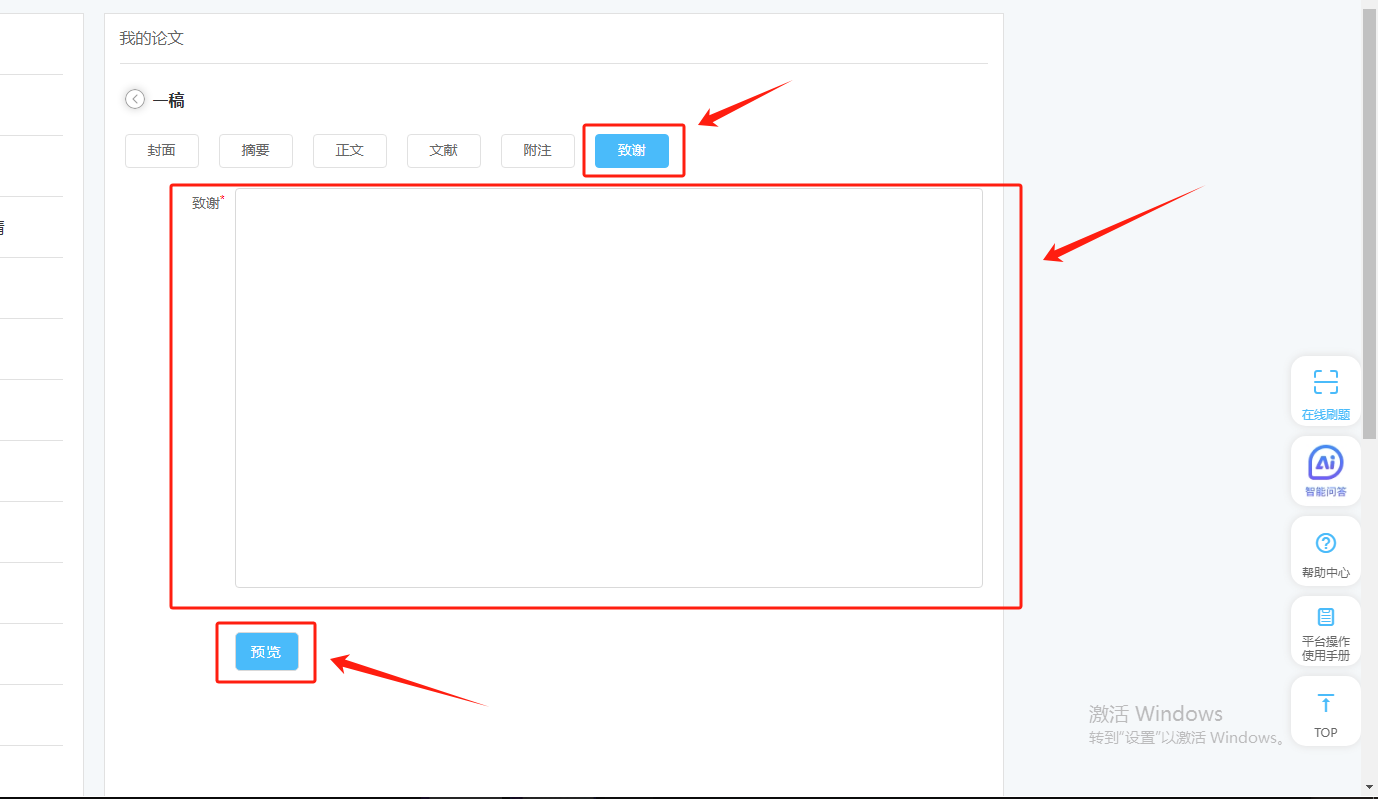 我的论文
一稿
封面 摘要 正文 文献 附注 致谢
致谢*
预览
在线刷题
Ai
智能问答
帮助中心
平台操作
使用手册
TOP
激活 Windows
转到"设置"以激活 Windows。